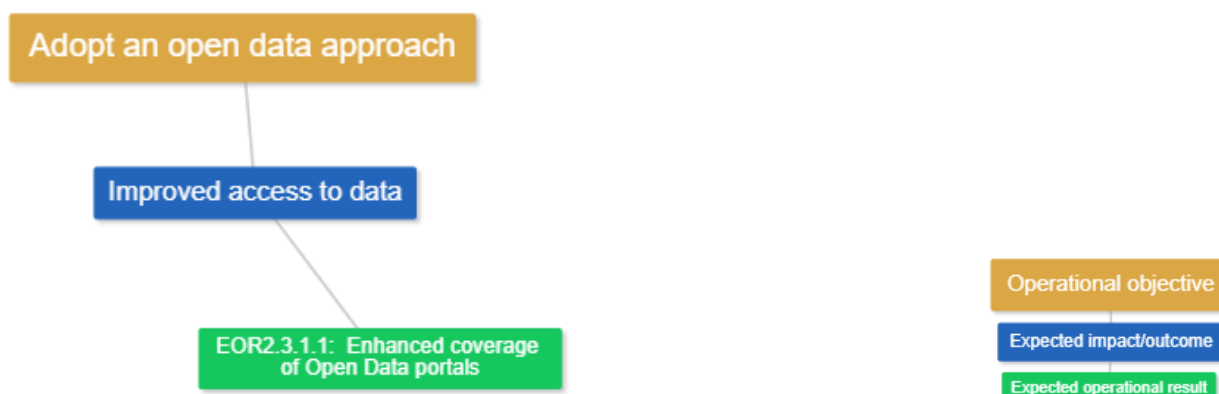 Adopt an open data approach
Improved access to data
EOR2.3.1.1: Enhanced coverage
of Open Data portals
Operational objective
Expected impact/outcome
Expected operational result